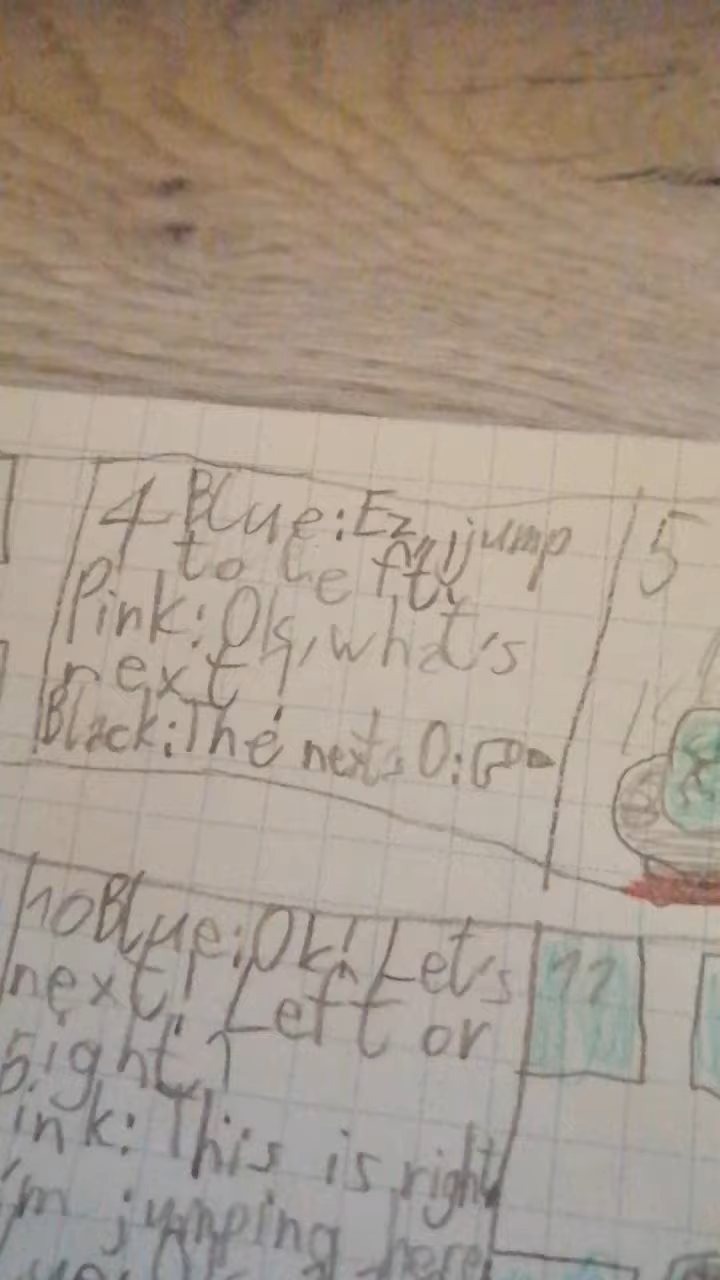 4 Blue: Ez, jump
to left!
Pink: Ok, what's
next?
Black: The next's 0:
5
10 Blue: Ok! Let's
next! Left or
right?
ink: This is right
I'm jumping here